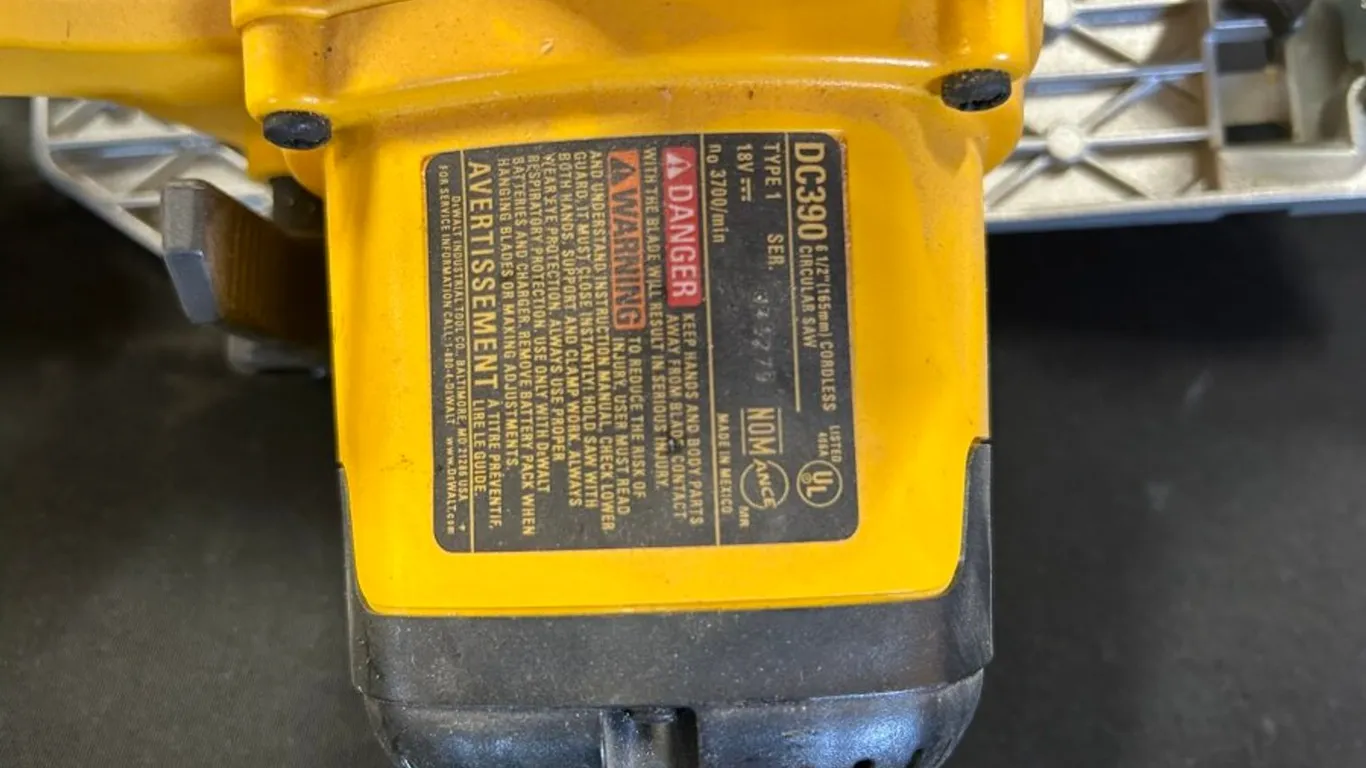 DC390 6 1/2"(165mm) CORDLESS
CIRCULAR SAW
TYPE 1 SER.
18V
n₀ 3700/min
LISTED
466A
UL
NOM
ANCE
MR
MADE IN MEXICO
DANGER KEEP HANDS AND BODY PARTS
AWAY FROM BLADE. CONTACT
WITH THE BLADE WILL RESULT IN SERIOUS INJURY.
WARNING TO REDUCE THE RISK OF
INJURY, USER MUST READ
AND UNDERSTAND INSTRUCTION MANUAL. CHECK LOWER
GUARD, IT MUST CLOSE INSTANTLY! HOLD SAW WITH
BOTH HANDS. SUPPORT AND CLAMP WORK. ALWAYS
WEAR EYE PROTECTION. ALWAYS USE PROPER
RESPIRATORY PROTECTION. USE ONLY WITH DEWALT
BATTERIES AND CHARGER. REMOVE BATTERY PACK WHEN
HANGING BLADES OR MAKING ADJUSTMENTS.
AVERTISSEMENT À TITRE PRÉVENTIF,
LIRE LE GUIDE.
DEWALT INDUSTRIAL TOOL CO., BALTIMORE, MD 21286 USA
FOR SERVICE INFORMATION, CALL: 1-800-4-DEWALT www.DEWALT.com